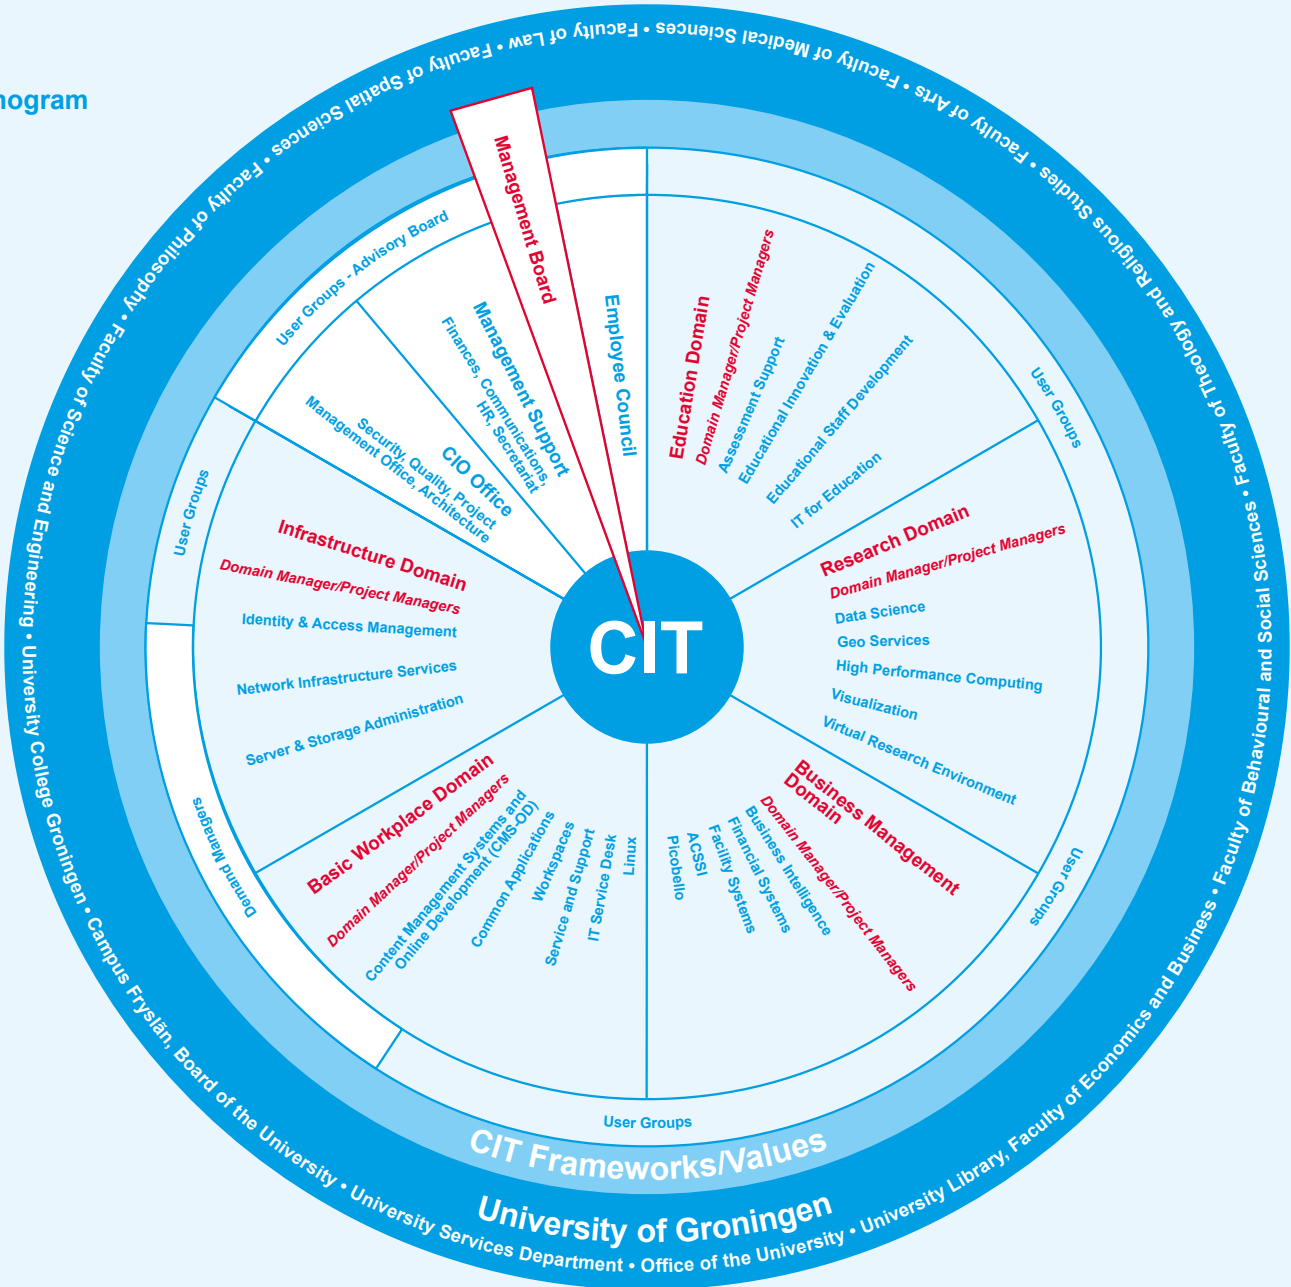 nogram
Faculty of Science and Engineering • Faculty of Philosophy • Faculty of Spatial Sciences • Faculty of Law • Faculty of Medical Sciences • Faculty of Arts • Faculty of Theology and Religious Studies • Faculty of Behavioural and Social Sciences • Faculty of Economics and Business • University Library, Office of the University • University Services Department • Board of the University • Campus Fryslân, University College Groningen •
Management Board
Employee Council
User Groups - Advisory Board
Management Support
Finances, Communications,
HR, Secretariat
CIO Office
Security, Quality, Project
Management Office, Architecture
Education Domain
Domain Manager/Project Managers
Assessment Support
Educational Innovation & Evaluation
Educational Staff Development
IT for Education
User Groups
Research Domain
Domain Manager/Project Managers
Data Science
Geo Services
High Performance Computing
Visualization
Virtual Research Environment
User Groups
Business Management
Domain
Domain Manager/Project Managers
Business Intelligence
Financial Systems
Facility Systems
ACSSI
Picobello
User Groups
Basic Workplace Domain
Domain Manager/Project Managers
Content Management Systems and
Online Development (CMS-OD)
Common Applications
Workspaces
Service and Support
IT Service Desk
Linux
Demand Managers
Infrastructure Domain
Domain Manager/Project Managers
Identity & Access Management
Network Infrastructure Services
Server & Storage Administration
User Groups
CIT
CIT Frameworks/Values
University of Groningen